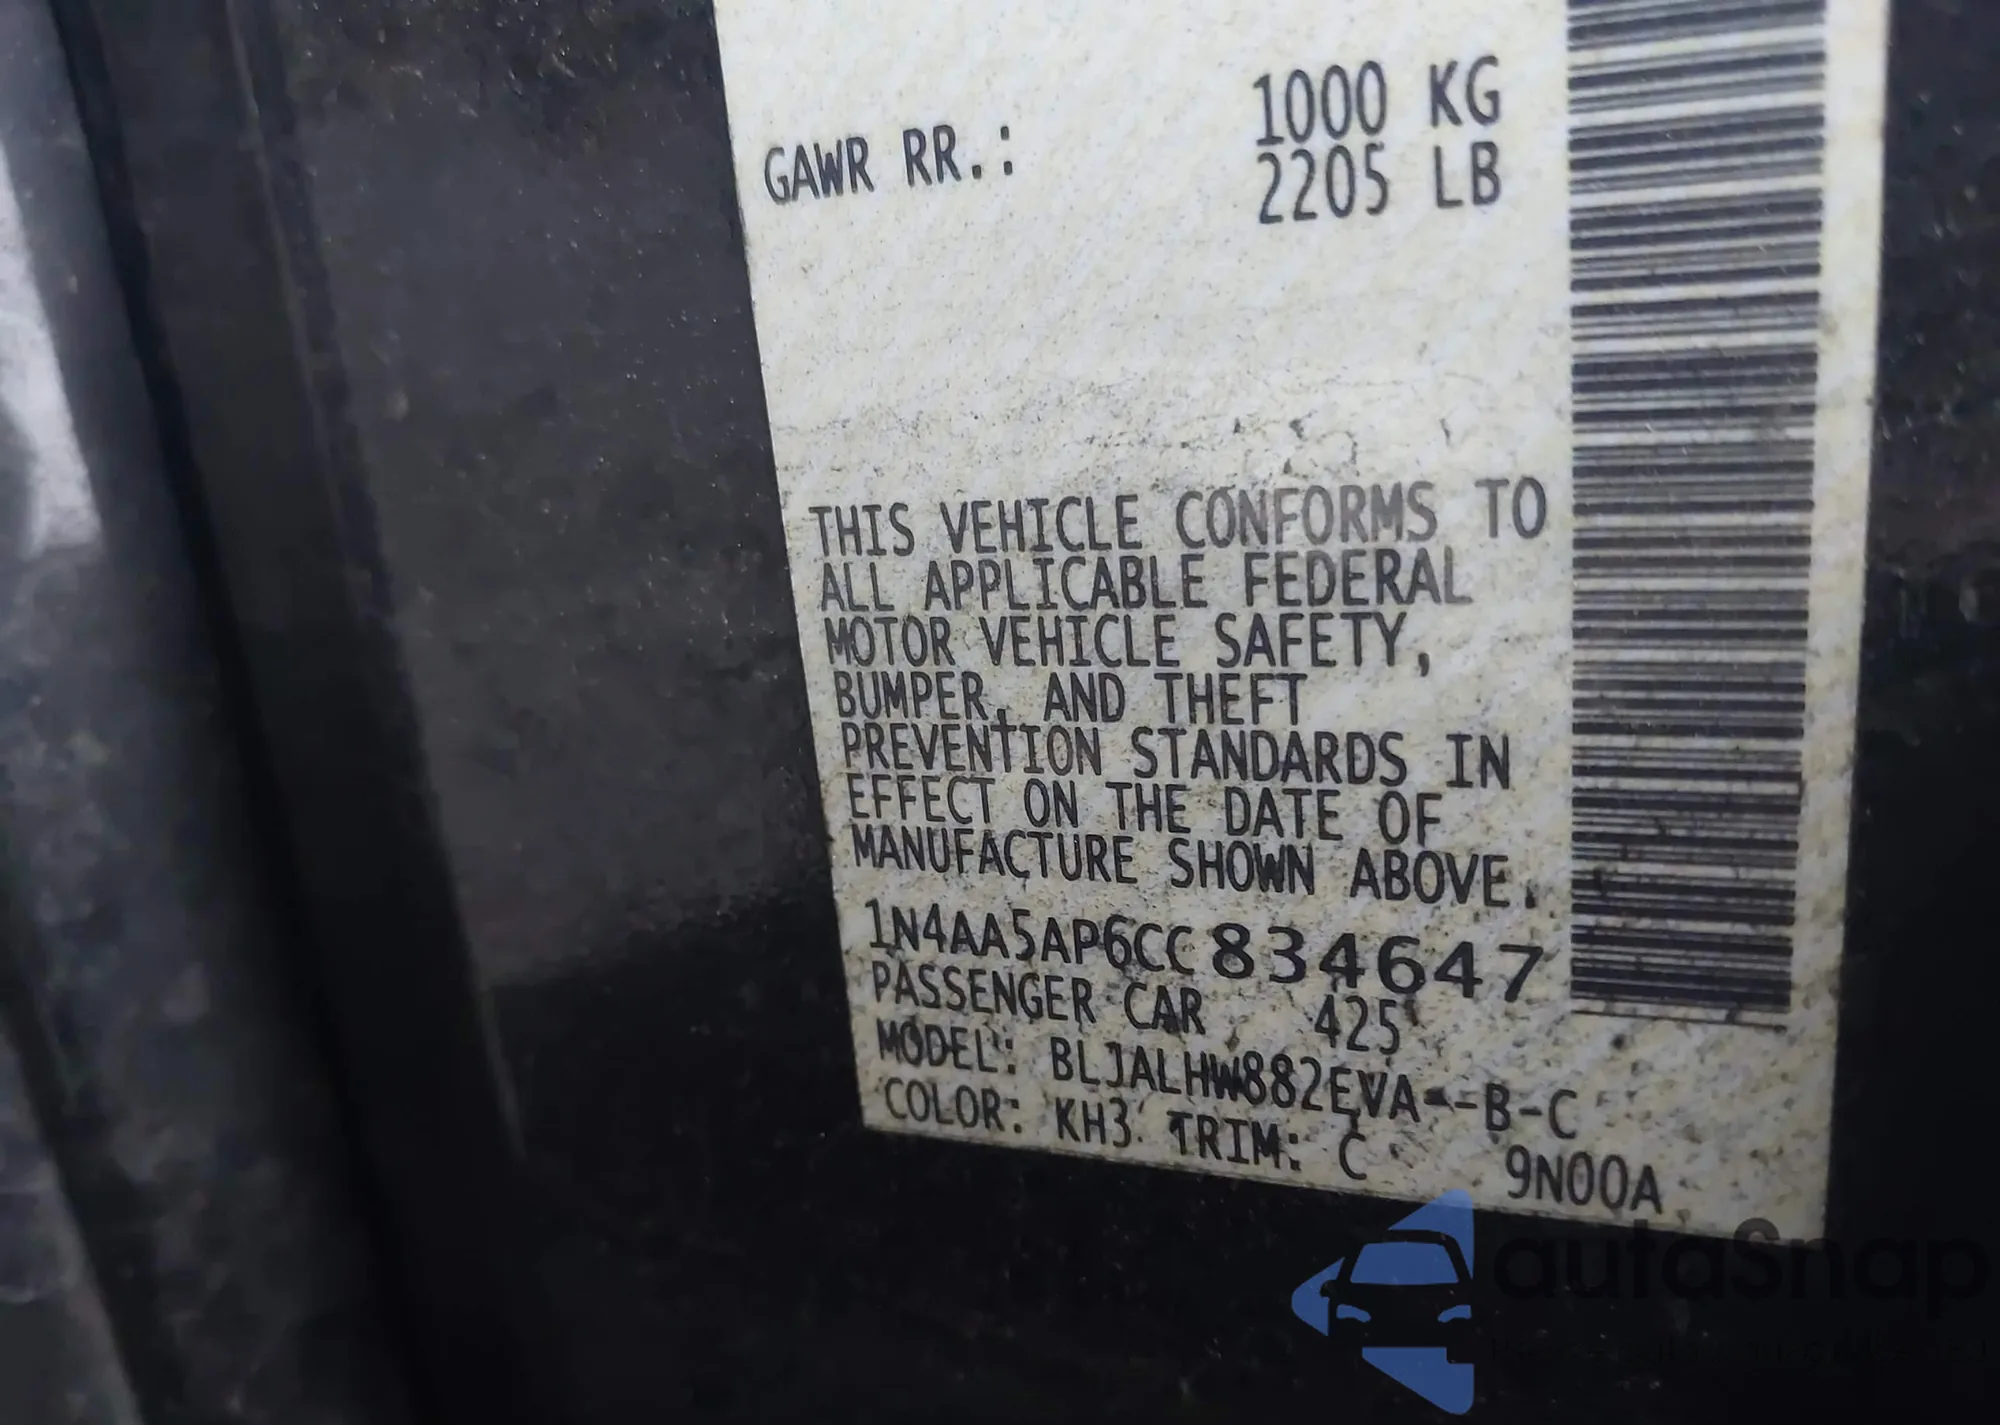 GAWR RR.: 1000 KG
2205 LB
THIS VEHICLE CONFORMS TO
ALL APPLICABLE FEDERAL
MOTOR VEHICLE SAFETY,
BUMPER, AND THEFT
PREVENTION STANDARDS IN
EFFECT ON THE DATE OF
MANUFACTURE SHOWN ABOVE.
1N4AA5AP6CC834647
PASSENGER CAR 425
MODEL: BLJALHW882EVA--B-C
COLOR: KH3 TRIM: C 9N00A
autoSnap